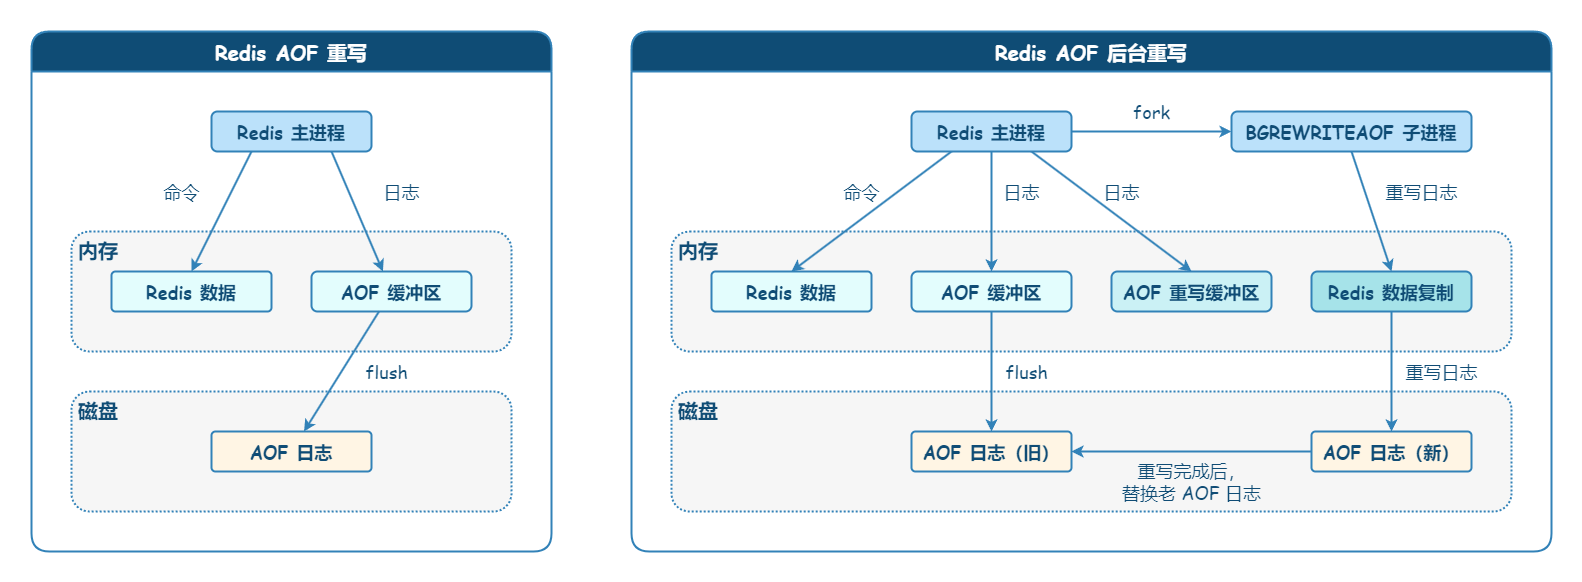 Redis AOF 重写
Redis 主进程
命令
日志
内存
Redis 数据
AOF 缓冲区
flush
磁盘
AOF 日志
Redis AOF 后台重写
Redis 主进程
fork
BGREWRITEAOF 子进程
命令
日志
日志
重写日志
内存
Redis 数据
AOF 缓冲区
AOF 重写缓冲区
Redis 数据复制
flush
重写日志
磁盘
AOF 日志（旧）
AOF 日志（新）
重写完成后，
替换老 AOF 日志